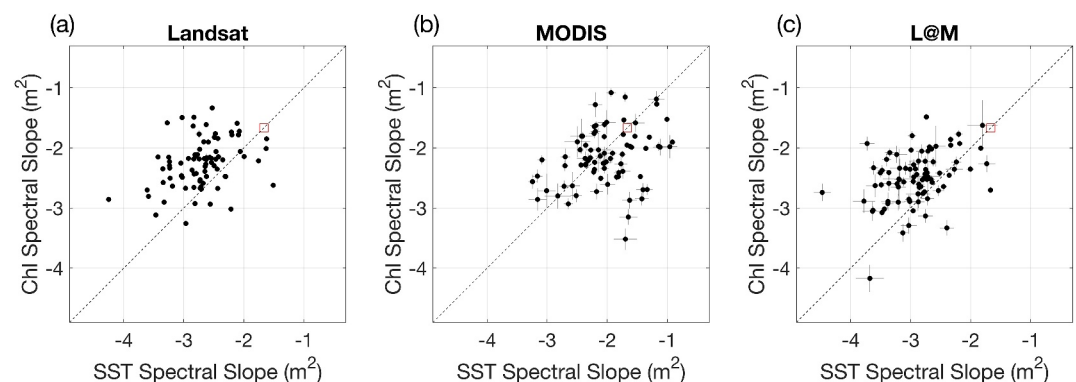 (a)
Landsat
Chl Spectral Slope (m²)
-1
-2
-3
-4
-4 -3 -2 -1
SST Spectral Slope (m²)
(b)
MODIS
Chl Spectral Slope (m²)
-1
-2
-3
-4
-4 -3 -2 -1
SST Spectral Slope (m²)
(c)
L@M
Chl Spectral Slope (m²)
-1
-2
-3
-4
-4 -3 -2 -1
SST Spectral Slope (m²)